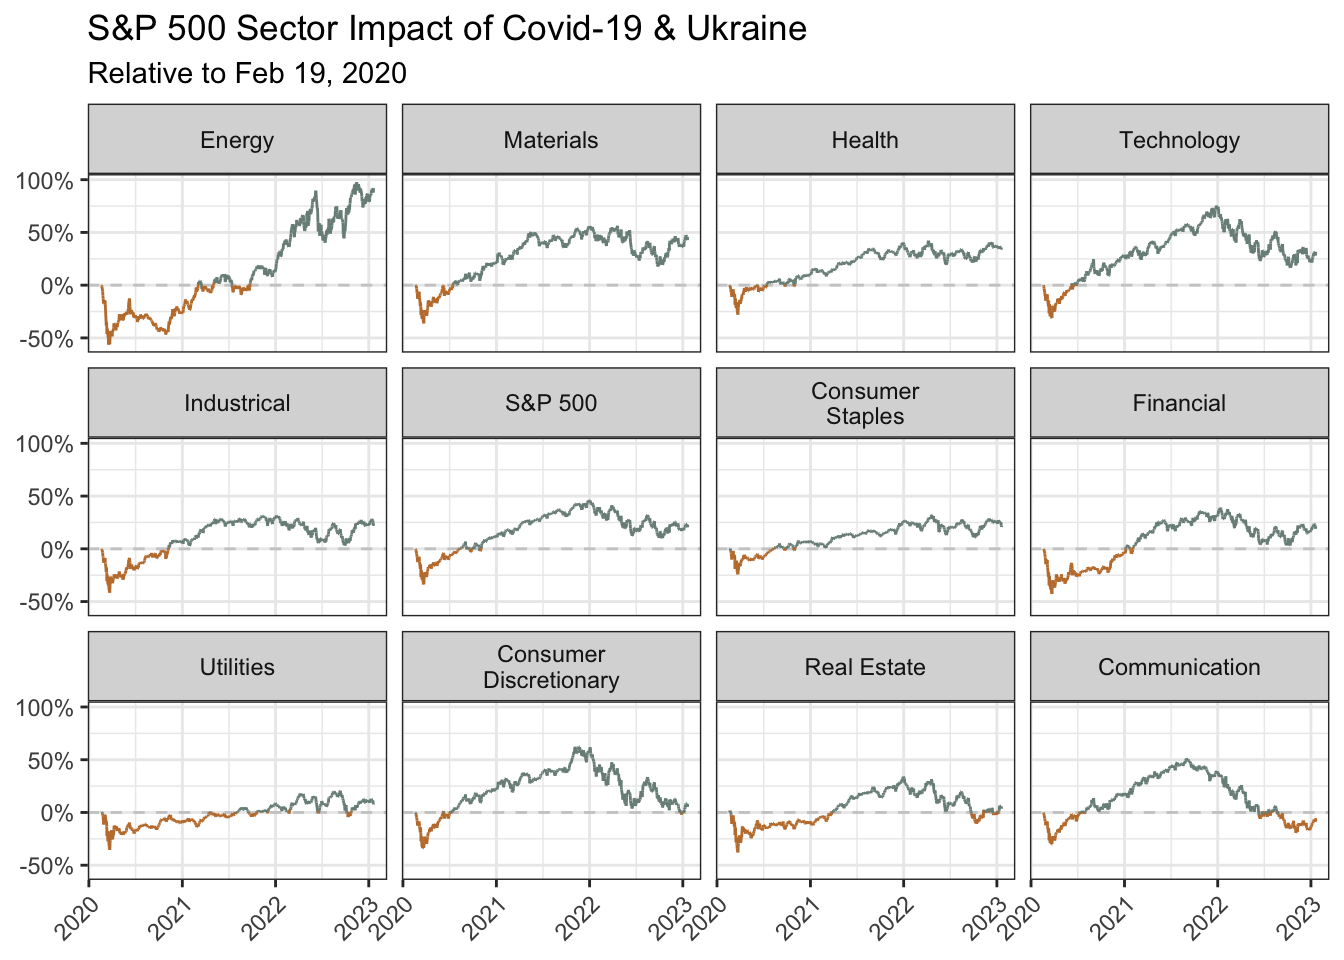 S&P 500 Sector Impact of Covid-19 & Ukraine
Relative to Feb 19, 2020
Energy
Materials
Health
Technology
100%
50%
0%
-50%
Industrical
S&P 500
Consumer
Staples
Financial
100%
50%
0%
-50%
Utilities
Consumer
Discretionary
Real Estate
Communication
100%
50%
0%
-50%
2020
2021
2022
2023
2020
2021
2022
2023
2020
2021
2022
2023
2020
2021
2022
2023